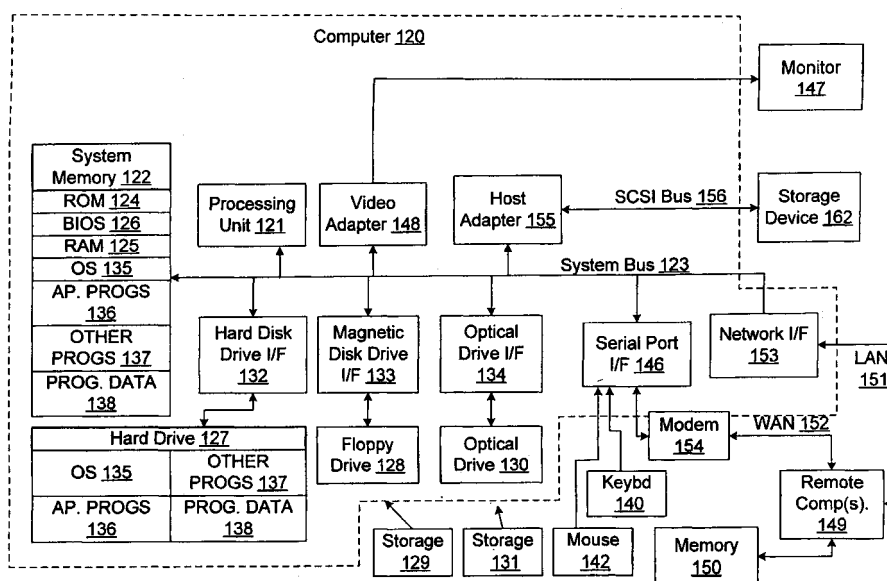 Computer 120
Monitor
147
System
Memory 122
ROM 124
BIOS 126
RAM 125
OS 135
AP. PROGS
136
OTHER
PROGS 137
PROG. DATA
138
Processing
Unit 121
Video
Adapter 148
Host
Adapter 155
SCSI Bus 156
Storage
Device
162
System Bus 123
Hard Disk
Drive I/F
132
Magnetic
Disk Drive
I/F 133
Optical
Drive I/F
134
Serial Port
I/F 146
Network I/F
153
LAN
151
Hard Drive 127
OS 135
OTHER
PROGS 137
AP. PROGS
136
PROG. DATA
138
Floppy
Drive 128
Optical
Drive 130
Modem
154
WAN 152
Keybd
140
Remote
Comp(s).
149
Storage
129
Storage
131
Mouse
142
Memory
150